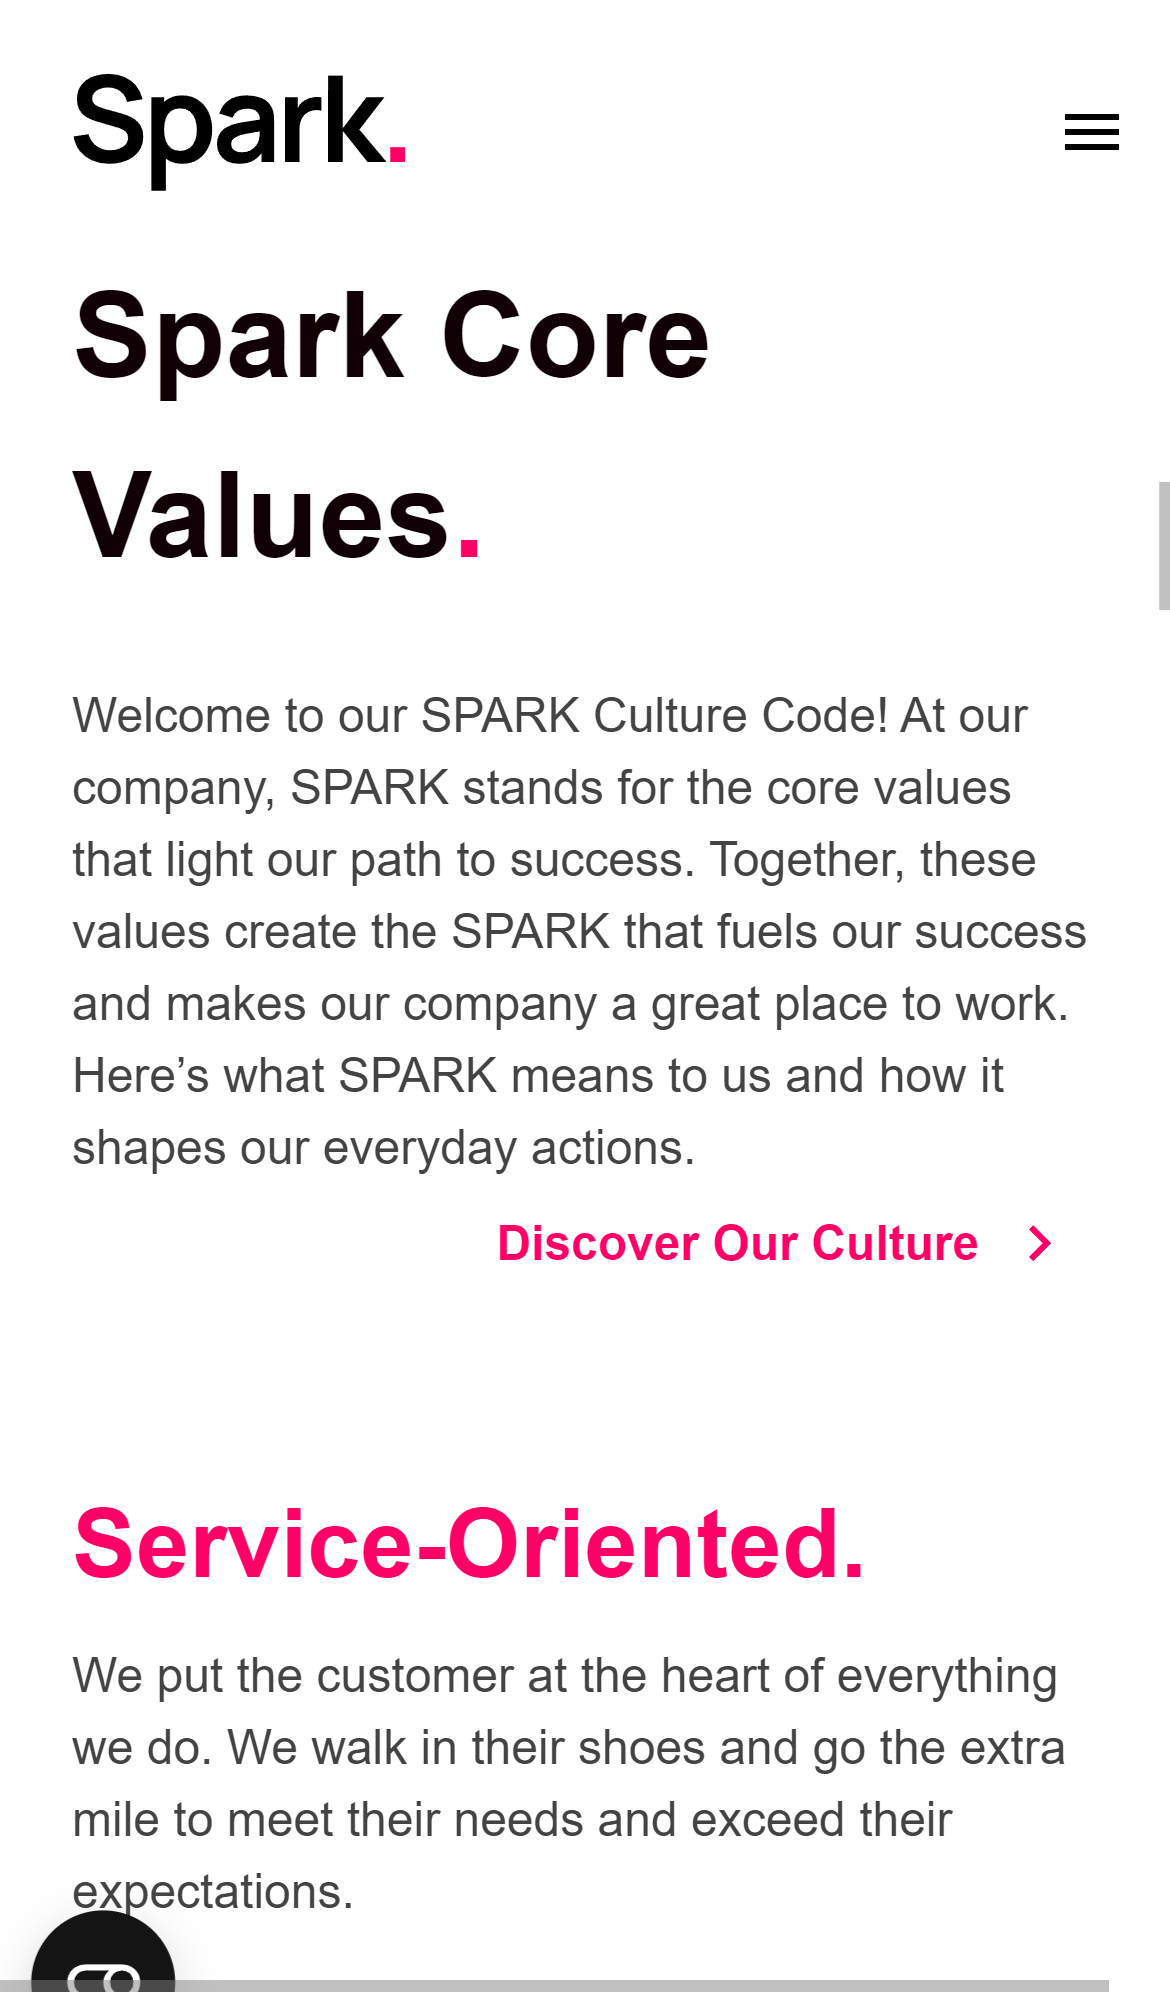 Spark.
Spark Core
Values.
Welcome to our SPARK Culture Code! At our
company, SPARK stands for the core values
that light our path to success. Together, these
values create the SPARK that fuels our success
and makes our company a great place to work.
Here’s what SPARK means to us and how it
shapes our everyday actions.
Discover Our Culture
Service-Oriented.
We put the customer at the heart of everything
we do. We walk in their shoes and go the extra
mile to meet their needs and exceed their
expectations.